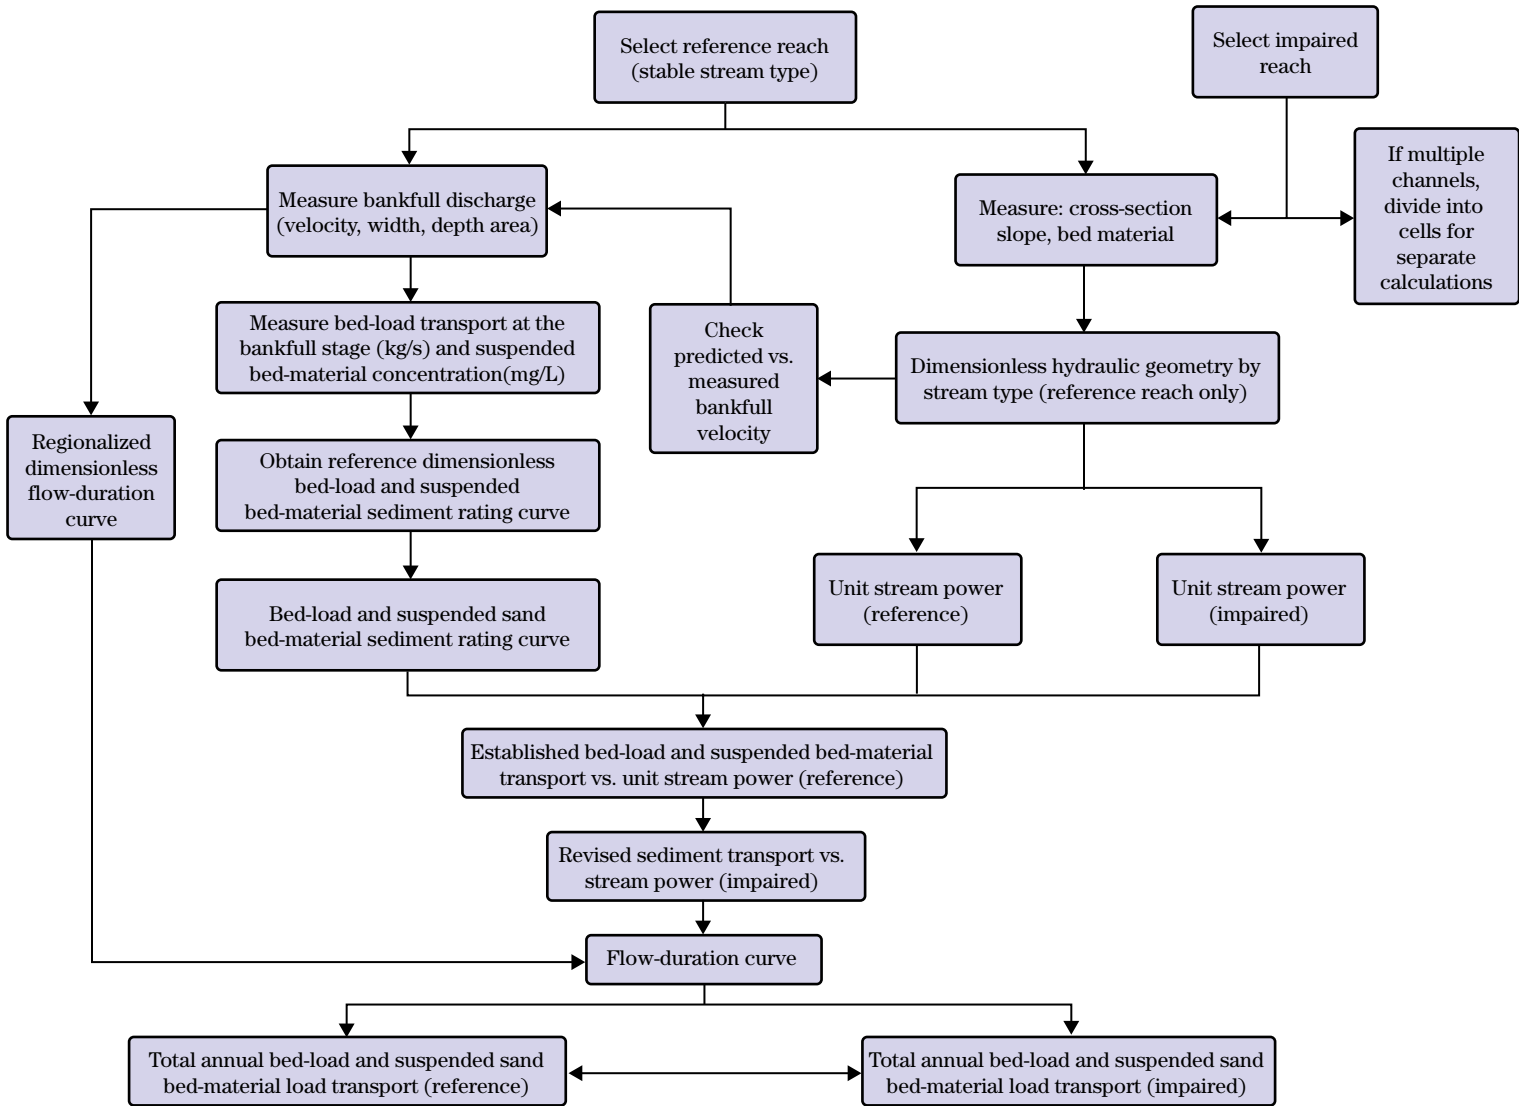 Select reference reach
(stable stream type)
Select impaired
reach
If multiple
channels,
divide into
cells for
separate
calculations
Measure bankfull discharge
(velocity, width, depth area)
Measure: cross-section
slope, bed material
Measure bed-load transport at the
bankfull stage (kg/s) and suspended
bed-material concentration(mg/L)
Check
predicted vs.
measured
bankfull
velocity
Dimensionless hydraulic geometry by
stream type (reference reach only)
Regionalized
dimensionless
flow-duration
curve
Obtain reference dimensionless
bed-load and suspended
bed-material sediment rating curve
Bed-load and suspended sand
bed-material sediment rating curve
Unit stream power
(reference)
Unit stream power
(impaired)
Established bed-load and suspended bed-material
transport vs. unit stream power (reference)
Revised sediment transport vs.
stream power (impaired)
Flow-duration curve
Total annual bed-load and suspended sand
bed-material load transport (reference)
Total annual bed-load and suspended sand
bed-material load transport (impaired)